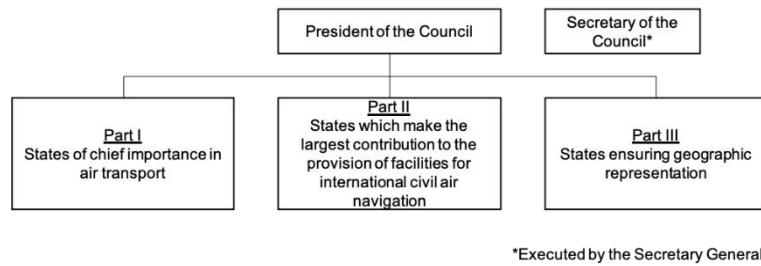 President of the Council
Secretary of the
Council*
Part I
States of chief importance in
air transport
Part II
States which make the
largest contribution to the
provision of facilities for
international civil air
navigation
Part III
States ensuring geographic
representation
*Executed by the Secretary General